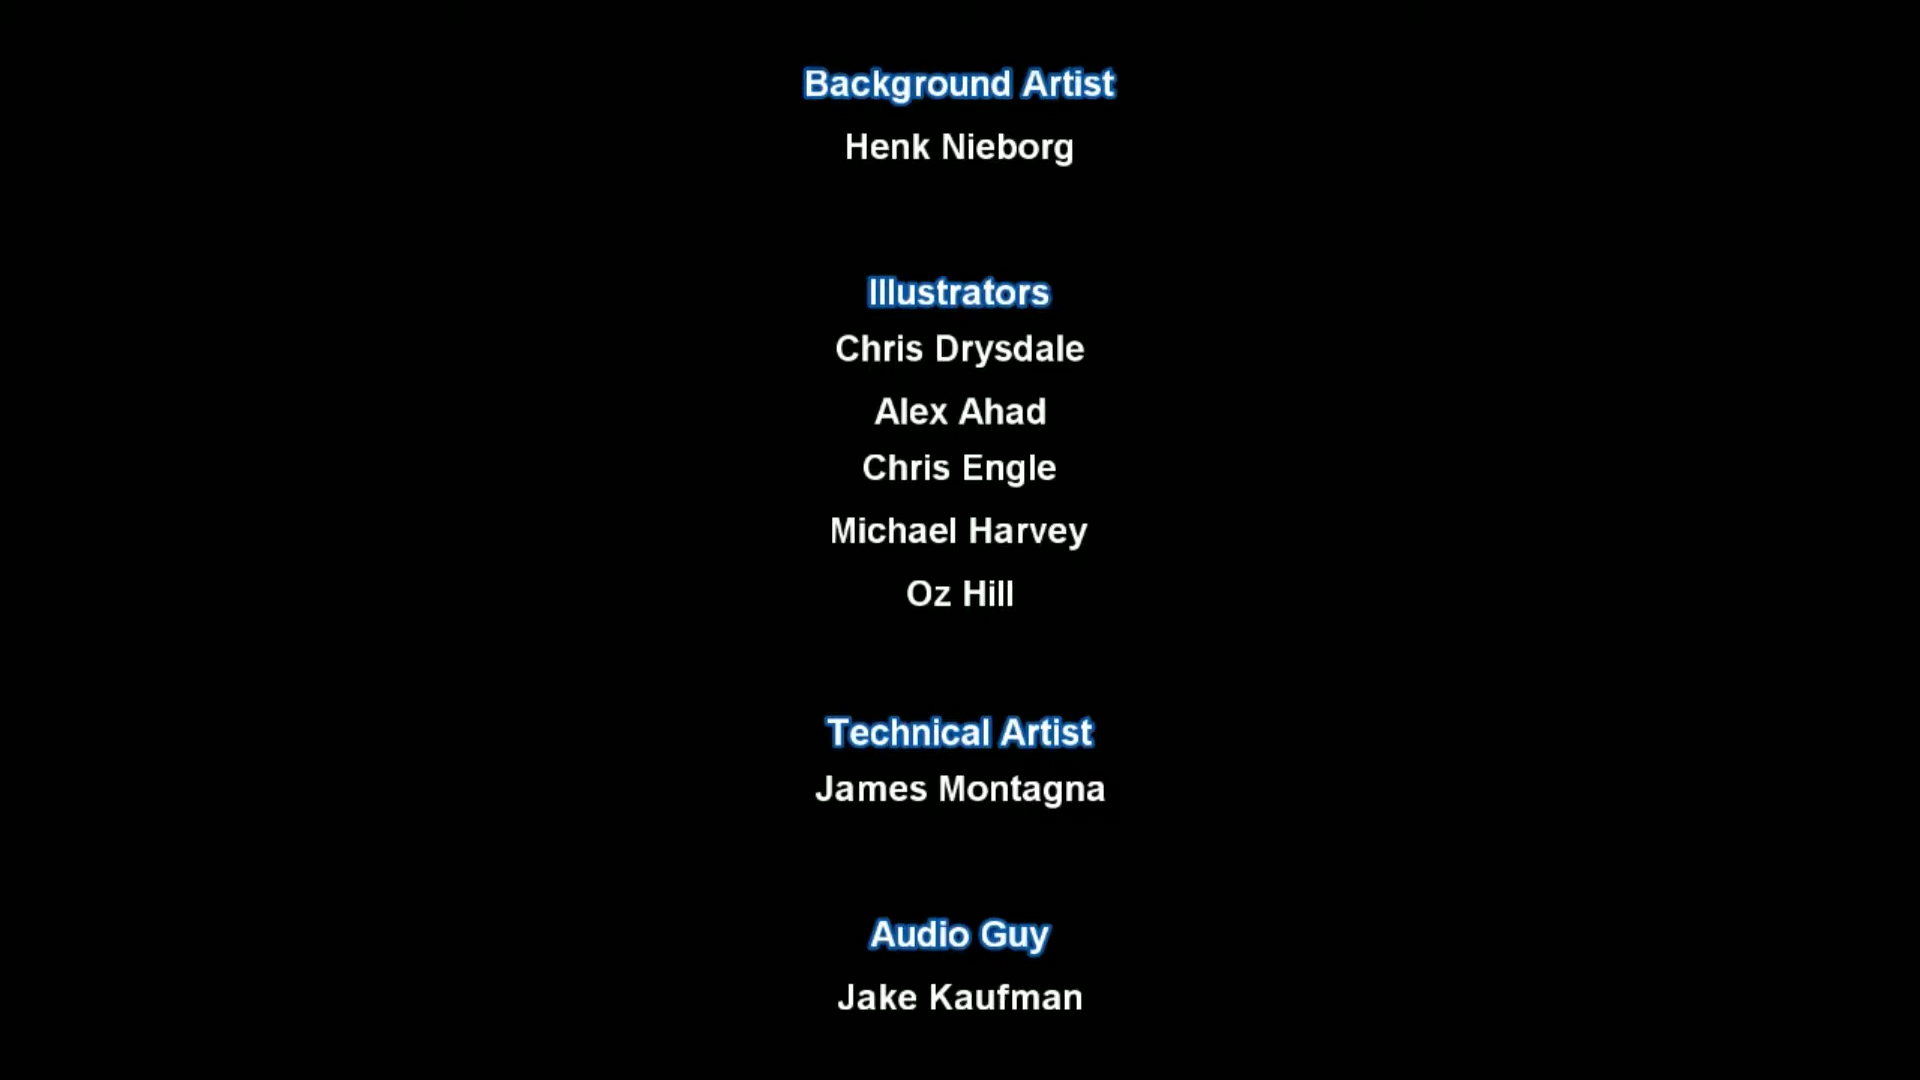 Background Artist
Henk Nieborg
Illustrators
Chris Drysdale
Alex Ahad
Chris Engle
Michael Harvey
Oz Hill
Technical Artist
James Montagna
Audio Guy
Jake Kaufman